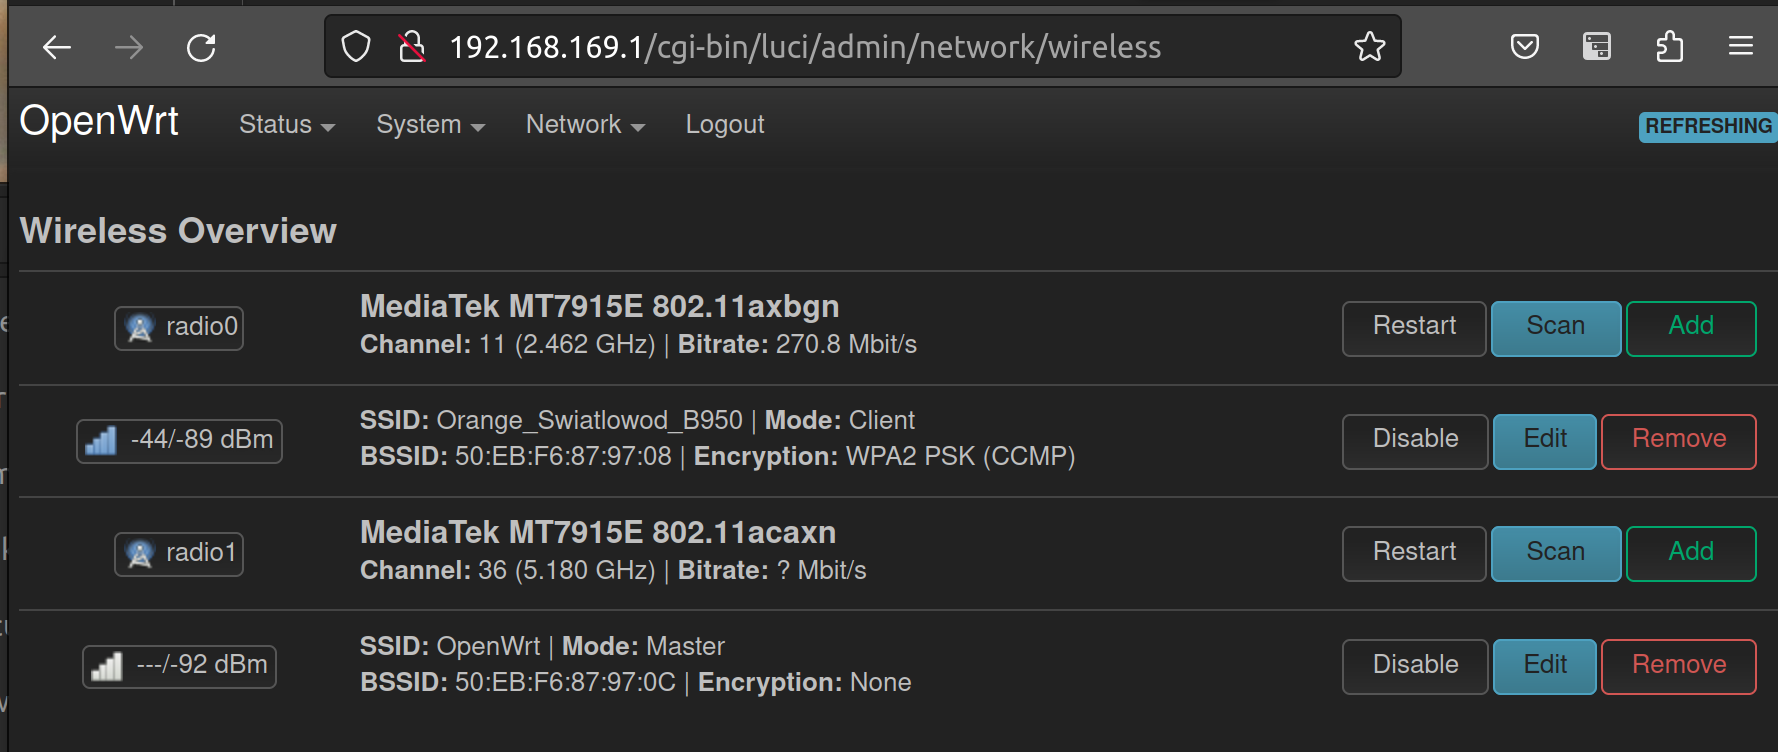 192.168.169.1/cgi-bin/luci/admin/network/wireless
OpenWrt Status System Network Logout REFRESHING
Wireless Overview
radio0
MediaTek MT7915E 802.11axbgn
Channel: 11 (2.462 GHz) | Bitrate: 270.8 Mbit/s
Restart Scan Add
-44/-89 dBm
SSID: Orange_Swiatlowod_B950 | Mode: Client
BSSID: 50:EB:F6:87:97:08 | Encryption: WPA2 PSK (CCMP)
Disable Edit Remove
radio1
MediaTek MT7915E 802.11acaxn
Channel: 36 (5.180 GHz) | Bitrate: ? Mbit/s
Restart Scan Add
---/-92 dBm
SSID: OpenWrt | Mode: Master
BSSID: 50:EB:F6:87:97:0C | Encryption: None
Disable Edit Remove